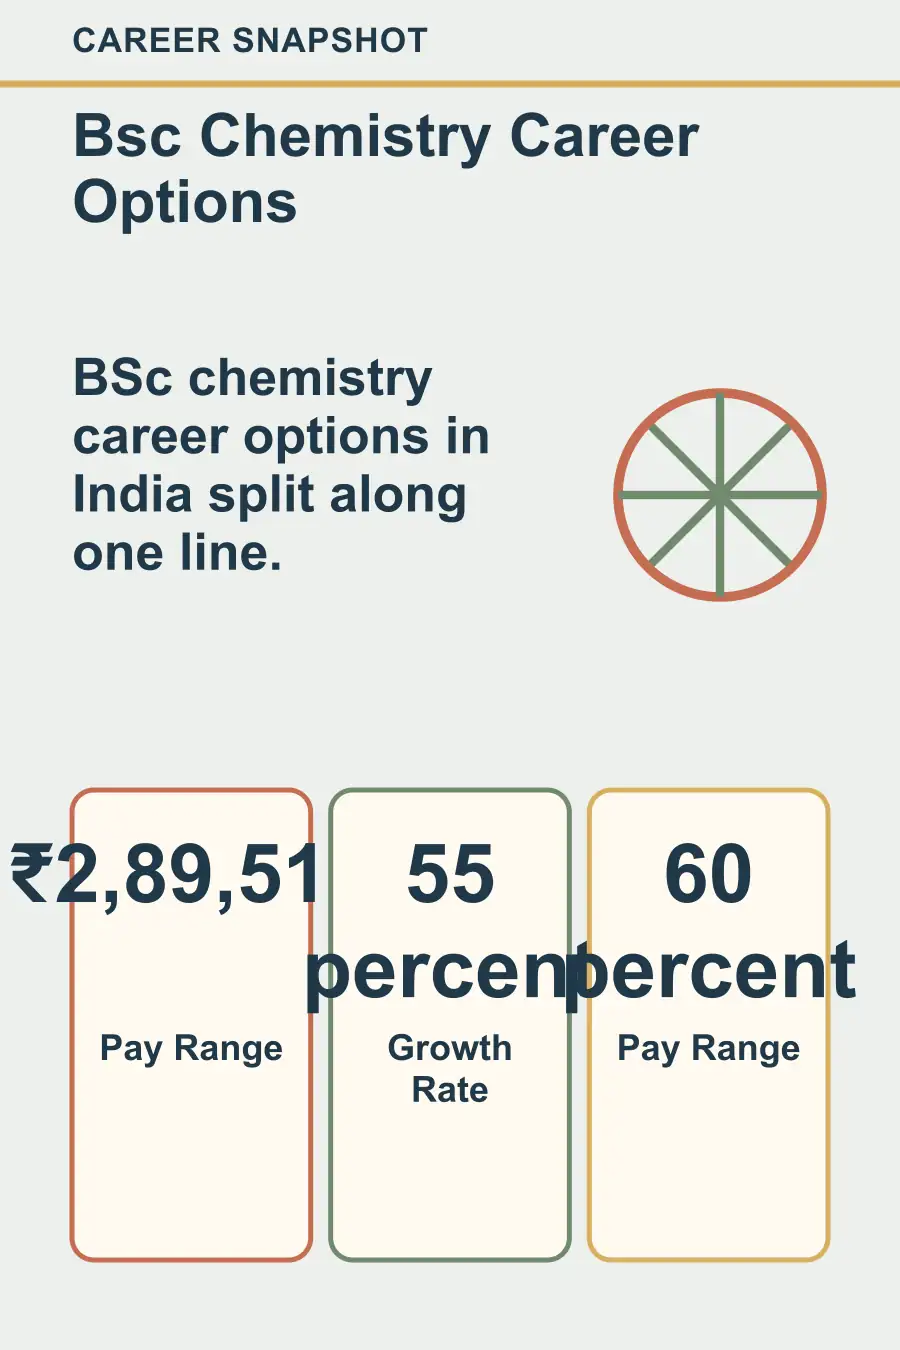 CAREER SNAPSHOT
Bsc Chemistry Career
Options
BSc chemistry
career options in
India split along
one line.
₹2,89,51
Pay Range
55
percent
Growth
Rate
60
percent
Pay Range